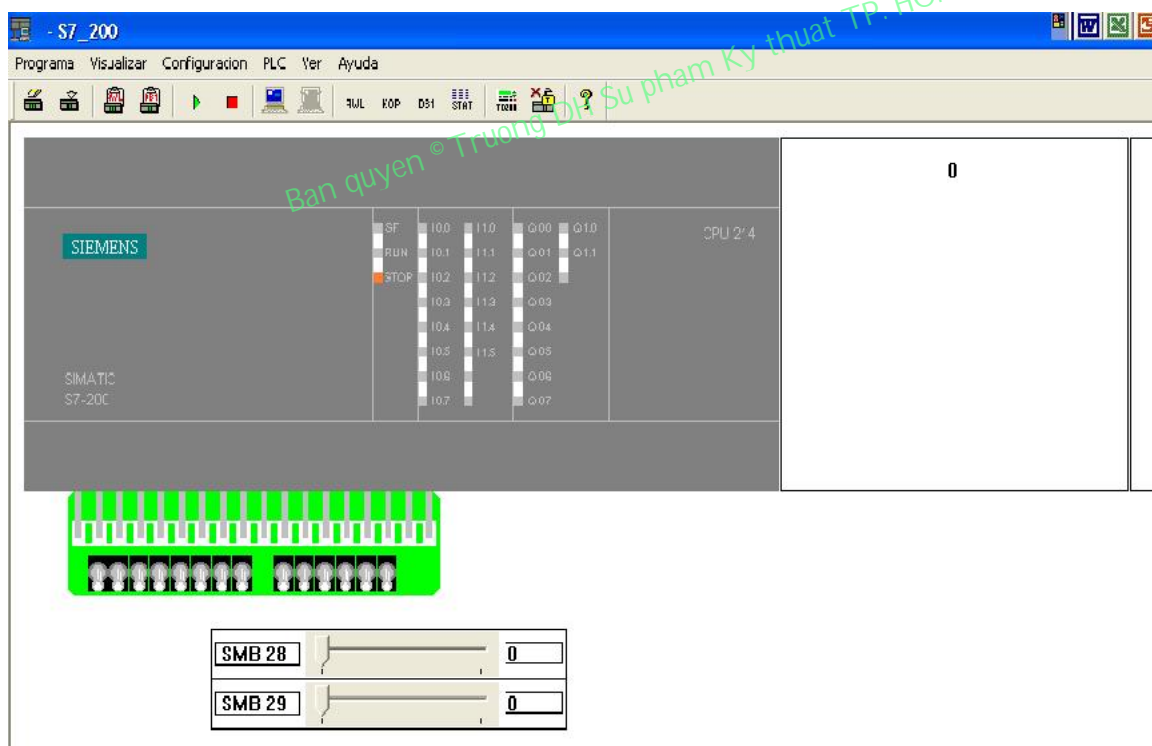 - S7_200
Programa Visualizar Configuracion PLC Ver Ayuda
KOP STAT
Ban quyen © Truong DH Su pham Ky thuat TP.
0
SIEMENS
SF I0.0 I1.0 Q0.0 Q1.0
RUN I0.1 I1.1 Q0.1 Q1.1
STOP I0.2 I1.2 Q0.2
I0.3 I1.3 Q0.3
I0.4 I1.4 Q0.4
I0.5 I1.5 Q0.5
I0.6 Q0.6
I0.7 Q0.7
CPU 214
SIMATIC
S7-200
SMB 28 0
SMB 29 0